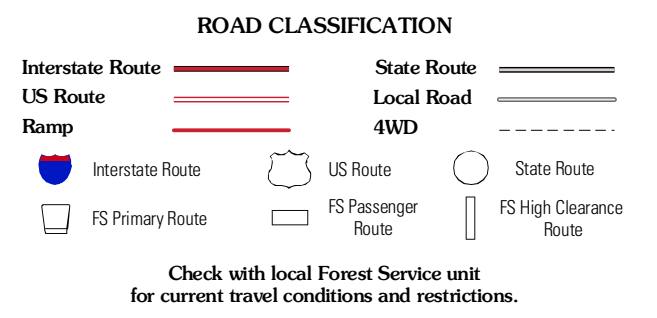 ROAD CLASSIFICATION
Interstate Route
State Route
US Route
Local Road
Ramp
4WD
Interstate Route
US Route
State Route
FS Primary Route
FS Passenger
Route
FS High Clearance
Route
Check with local Forest Service unit
for current travel conditions and restrictions.